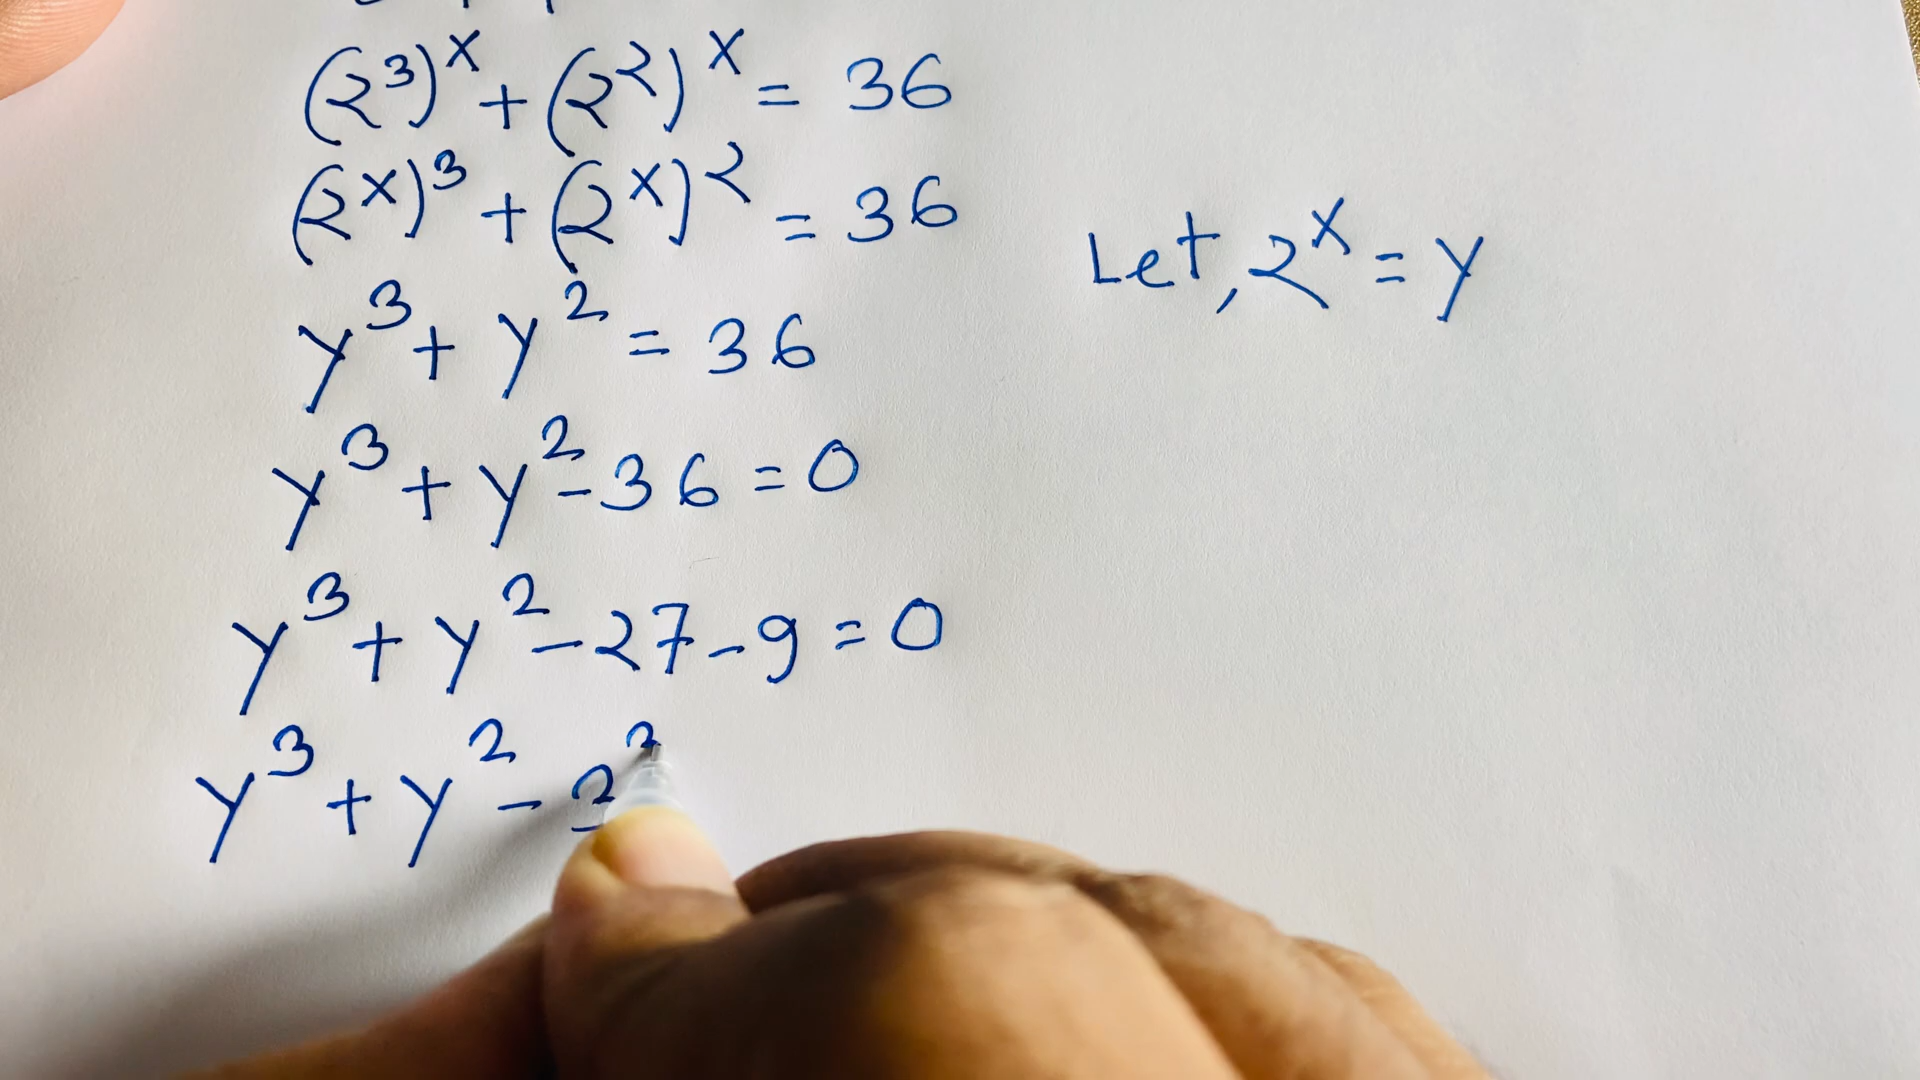 (2³)ˣ + (2²)ˣ = 36
(2ˣ)³ + (2ˣ)² = 36
Let, 2ˣ = y
y³ + y² = 36
y³ + y² - 36 = 0
y³ + y² - 27 - 9 = 0
y³ + y² - 3